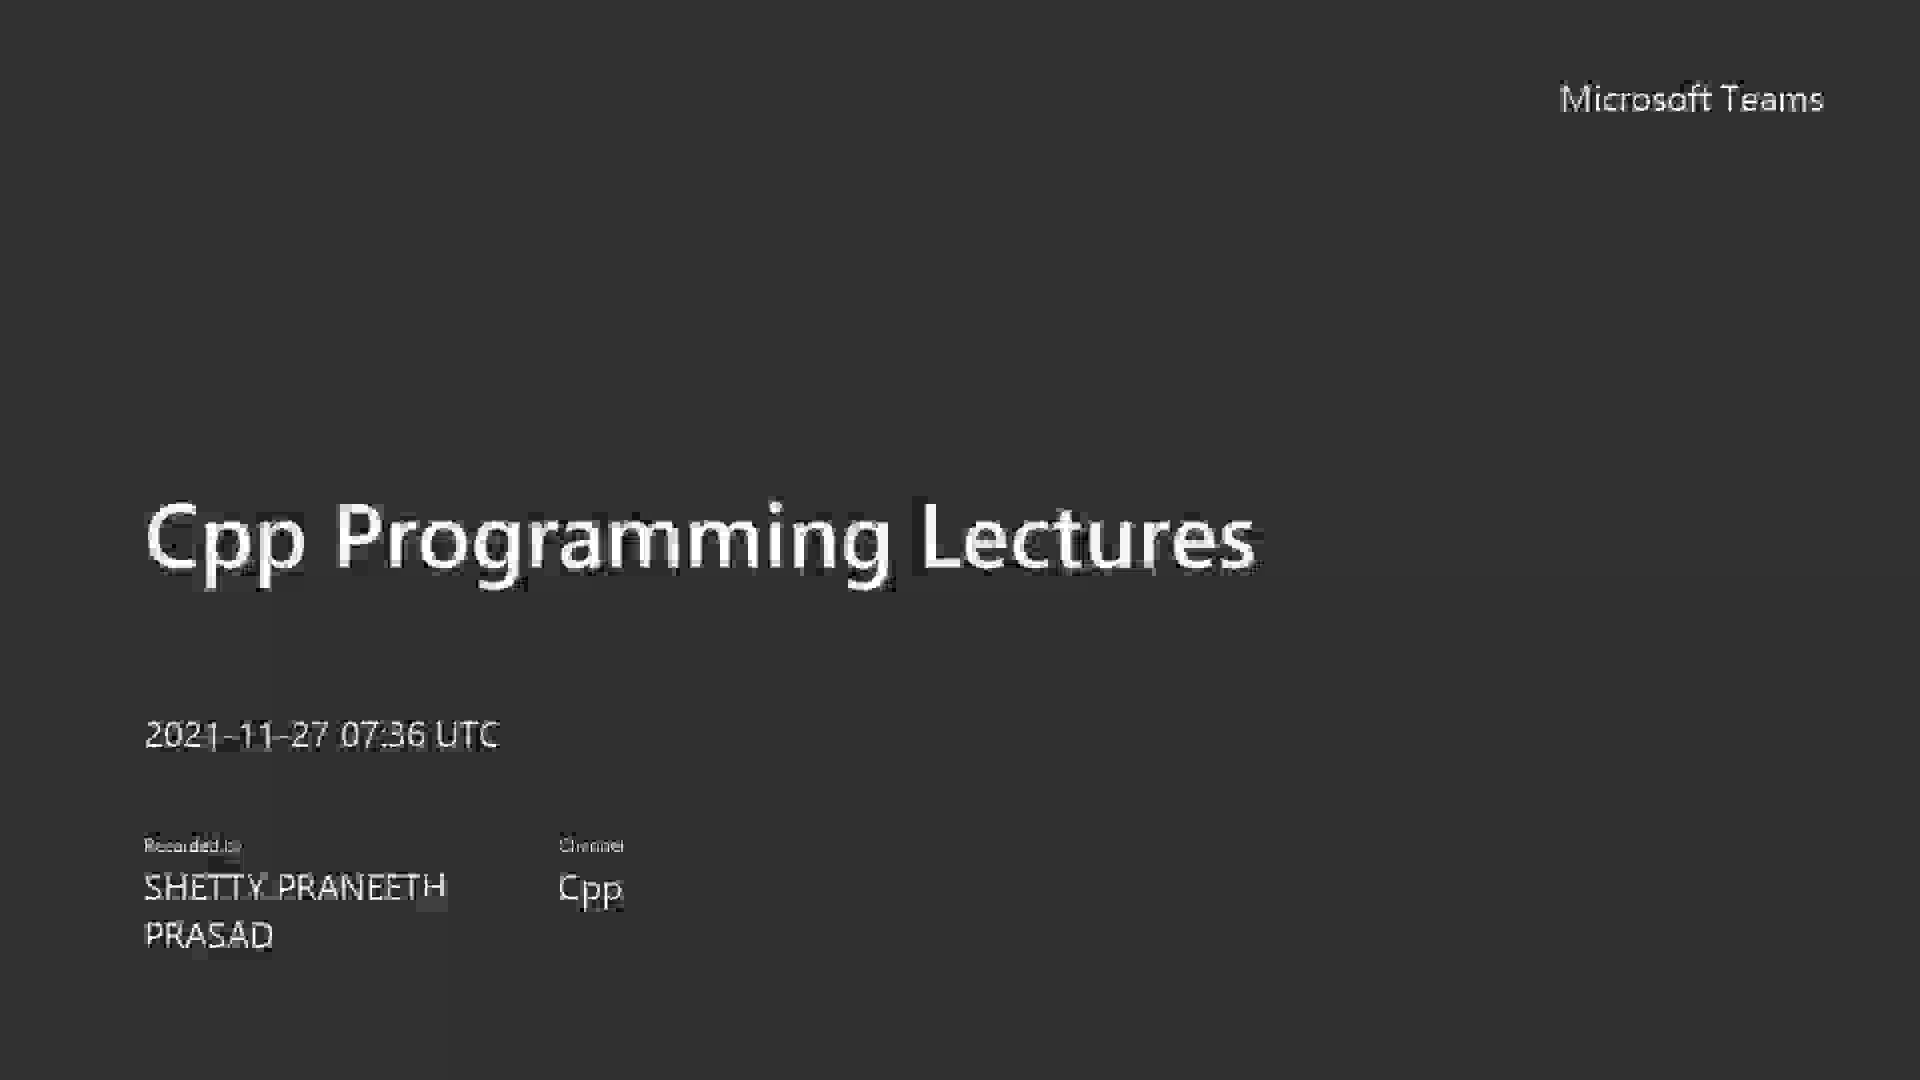 Microsoft Teams
Cpp Programming Lectures
2021-11-27 07:36 UTC
Recorded by
Channel
SHETTY PRANEETH
PRASAD
Cpp